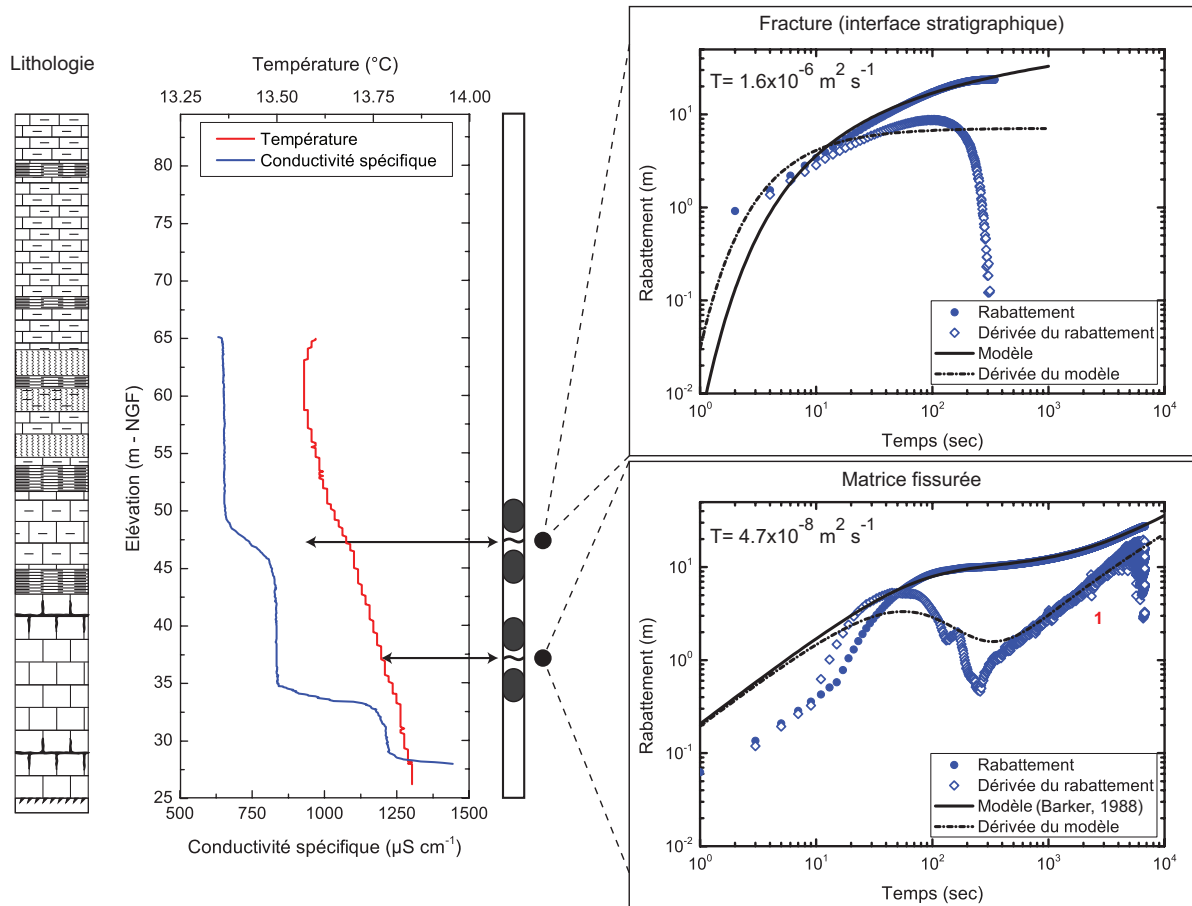 Lithologie
Température (°C)
13.25 13.50 13.75 14.00
Température
Conductivité spécifique
Elévation (m - NGF)
80
75
70
65
60
55
50
45
40
35
30
25
500 750 1000 1250 1500
Conductivité spécifique (µS cm⁻¹)
Fracture (interface stratigraphique)
T= 1.6x10⁻⁶ m² s⁻¹
Rabattement (m)
10¹
10⁰
10⁻¹
10⁻²
Rabattement
Dérivée du rabattement
Modèle
Dérivée du modèle
10⁰ 10¹ 10² 10³ 10⁴
Temps (sec)
Matrice fissurée
T= 4.7x10⁻⁸ m² s⁻¹
Rabattement (m)
10¹
10⁰
10⁻¹
10⁻²
1
Rabattement
Dérivée du rabattement
Modèle (Barker, 1988)
Dérivée du modèle
10⁰ 10¹ 10² 10³ 10⁴
Temps (sec)